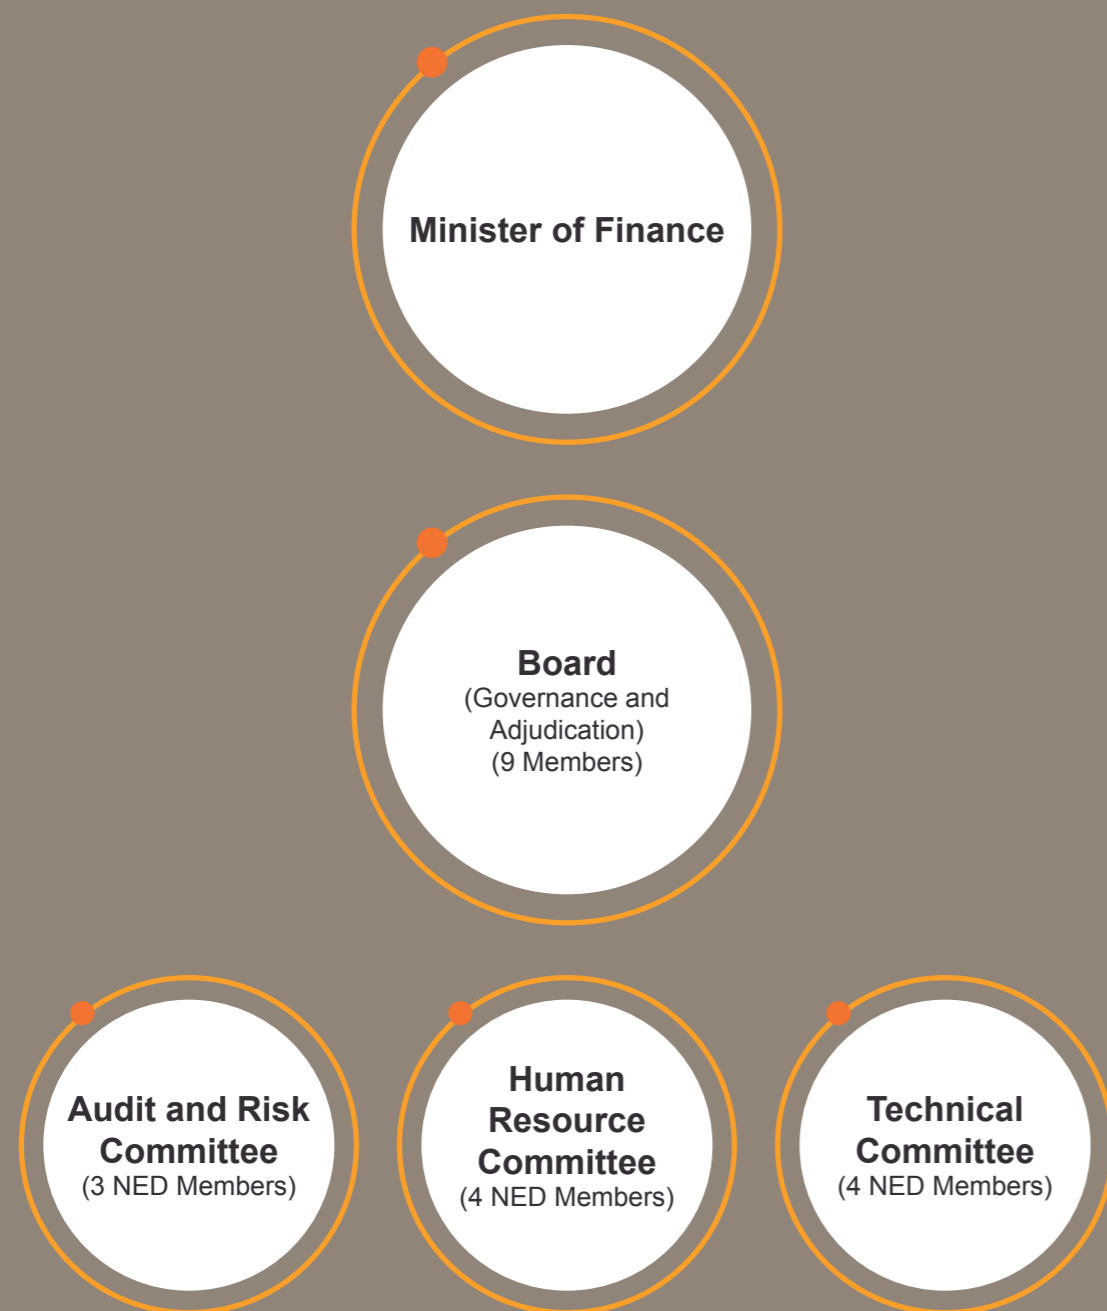 Minister of Finance
Board
(Governance and
Adjudication)
(9 Members)
Audit and Risk
Committee
(3 NED Members)
Human
Resource
Committee
(4 NED Members)
Technical
Committee
(4 NED Members)